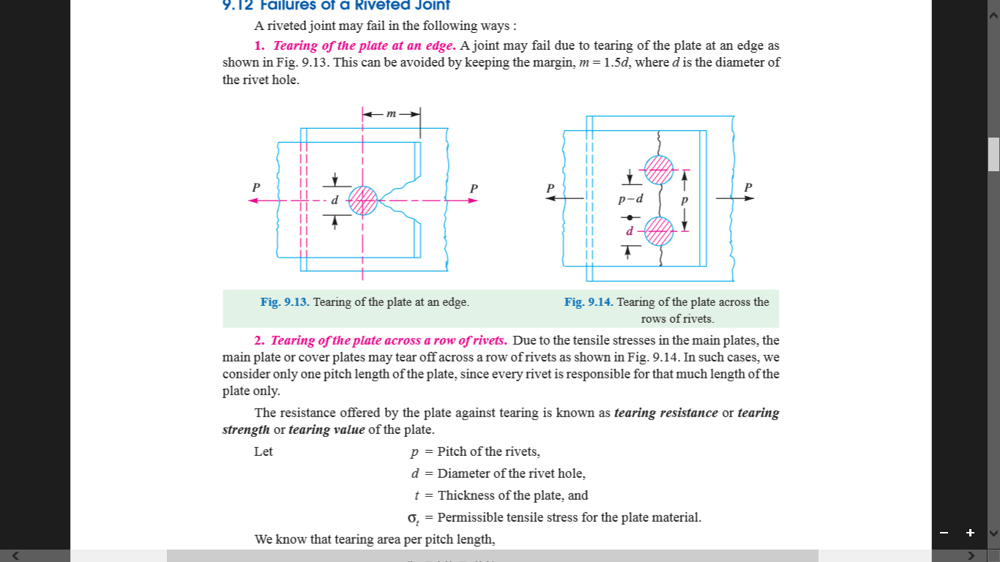 9.12 Failures of a Riveted Joint
A riveted joint may fail in the following ways :
1. Tearing of the plate at an edge. A joint may fail due to tearing of the plate at an edge as
shown in Fig. 9.13. This can be avoided by keeping the margin, m = 1.5d, where d is the diameter of
the rivet hole.
m
P
d
P
P
p–d
d
p
P
Fig. 9.13. Tearing of the plate at an edge.
Fig. 9.14. Tearing of the plate across the
rows of rivets.
2. Tearing of the plate across a row of rivets. Due to the tensile stresses in the main plates, the
main plate or cover plates may tear off across a row of rivets as shown in Fig. 9.14. In such cases, we
consider only one pitch length of the plate, since every rivet is responsible for that much length of the
plate only.
The resistance offered by the plate against tearing is known as tearing resistance or tearing
strength or tearing value of the plate.
Let p = Pitch of the rivets,
d = Diameter of the rivet hole,
t = Thickness of the plate, and
σt = Permissible tensile stress for the plate material.
We know that tearing area per pitch length,